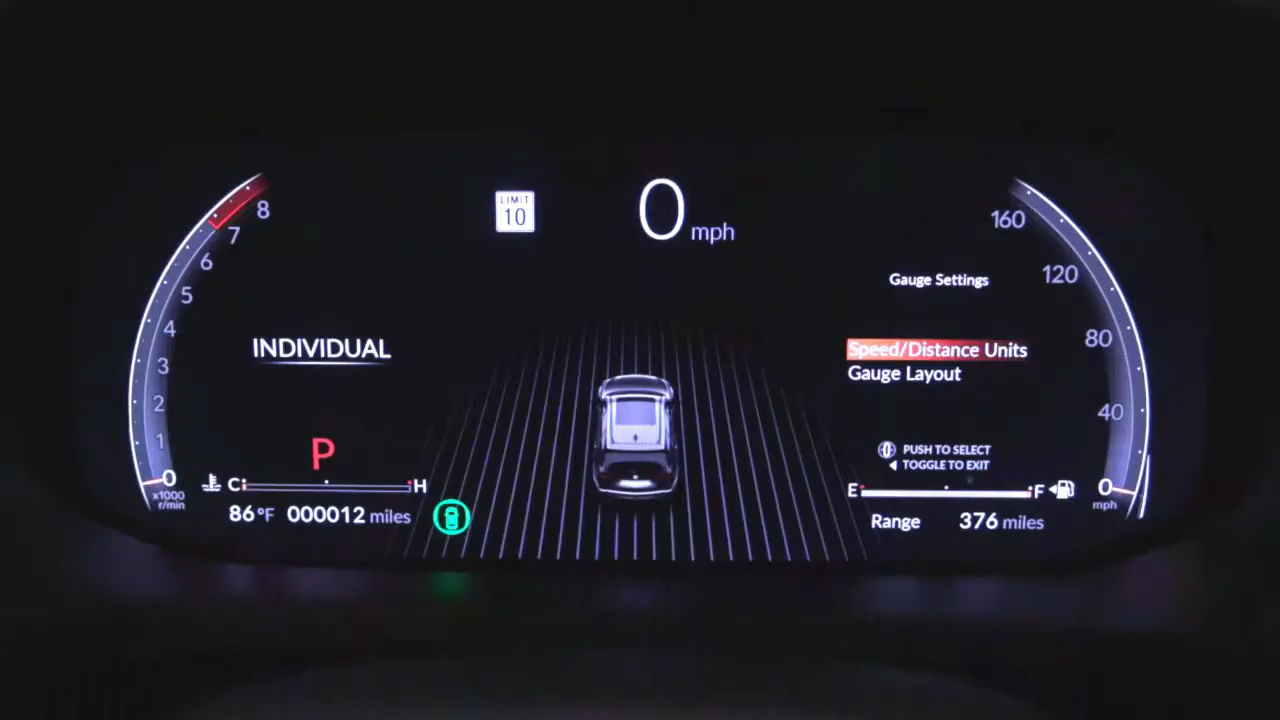 LIMIT
10
0 mph
8
7
6
5
4
3
2
1
0
x1000
r/min
INDIVIDUAL
P
C H
86°F 000012 miles
Gauge Settings
Speed/Distance Units
Gauge Layout
PUSH TO SELECT
TOGGLE TO EXIT
E F
Range 376 miles
160
120
80
40
0
mph